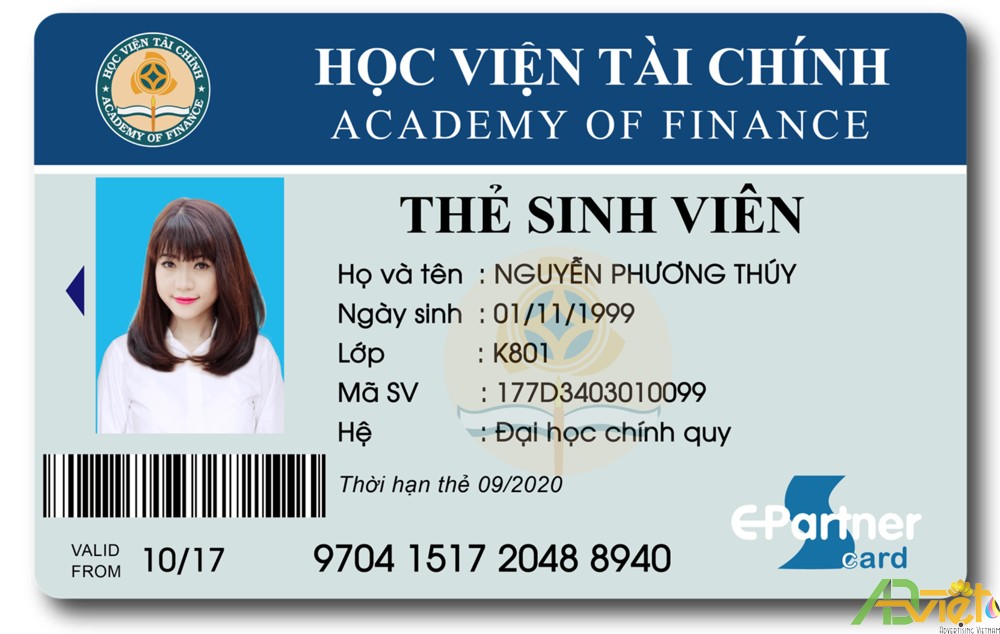 HỌC VIỆN TÀI CHÍNH
ACADEMY OF FINANCE
HỌC VIỆN TÀI CHÍNH
ACADEMY OF FINANCE
THẺ SINH VIÊN
Họ và tên : NGUYỄN PHƯƠNG THÚY
Ngày sinh : 01/11/1999
Lớp : K801
Mã SV : 177D3403010099
Hệ : Đại học chính quy
Thời hạn thẻ 09/2020
E-Partner
card
VALID
FROM 10/17
9704 1517 2048 8940
ADViệt
ADVERTISING VIETNAM